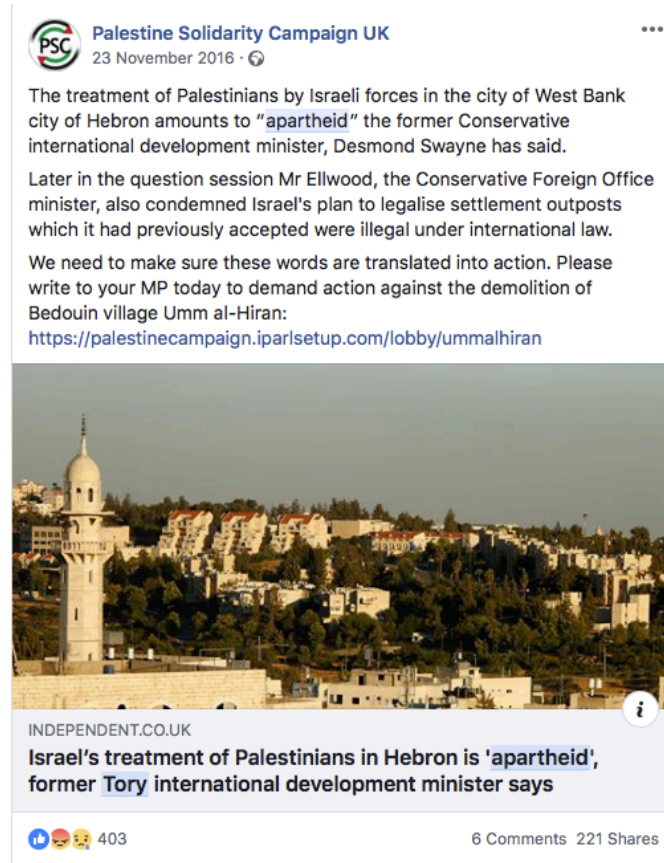 PSC
Palestine Solidarity Campaign UK
23 November 2016 ·
The treatment of Palestinians by Israeli forces in the city of West Bank
city of Hebron amounts to “apartheid” the former Conservative
international development minister, Desmond Swayne has said.
Later in the question session Mr Ellwood, the Conservative Foreign Office
minister, also condemned Israel's plan to legalise settlement outposts
which it had previously accepted were illegal under international law.
We need to make sure these words are translated into action. Please
write to your MP today to demand action against the demolition of
Bedouin village Umm al-Hiran:
https://palestinecampaign.iparlsetup.com/lobby/ummalhiran
i
INDEPENDENT.CO.UK
Israel’s treatment of Palestinians in Hebron is 'apartheid',
former Tory international development minister says
403
6 Comments 221 Shares